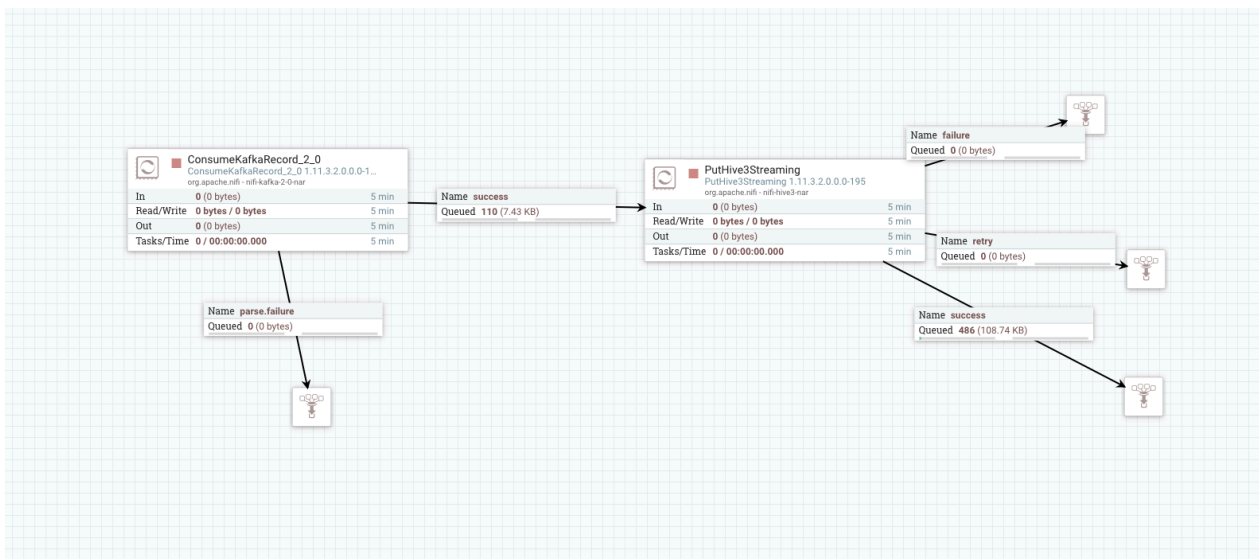 ConsumeKafkaRecord_2_0
ConsumeKafkaRecord_2_0 1.11.3.2.0.0.0-1...
org.apache.nifi - nifi-kafka-2-0-nar
In 0 (0 bytes) 5 min
Read/Write 0 bytes / 0 bytes 5 min
Out 0 (0 bytes) 5 min
Tasks/Time 0 / 00:00:00.000 5 min
Name parse.failure
Queued 0 (0 bytes)
Name success
Queued 110 (7.43 KB)
PutHive3Streaming
PutHive3Streaming 1.11.3.2.0.0.0-195
org.apache.nifi - nifi-hive3-nar
In 0 (0 bytes) 5 min
Read/Write 0 bytes / 0 bytes 5 min
Out 0 (0 bytes) 5 min
Tasks/Time 0 / 00:00:00.000 5 min
Name failure
Queued 0 (0 bytes)
Name retry
Queued 0 (0 bytes)
Name success
Queued 486 (108.74 KB)